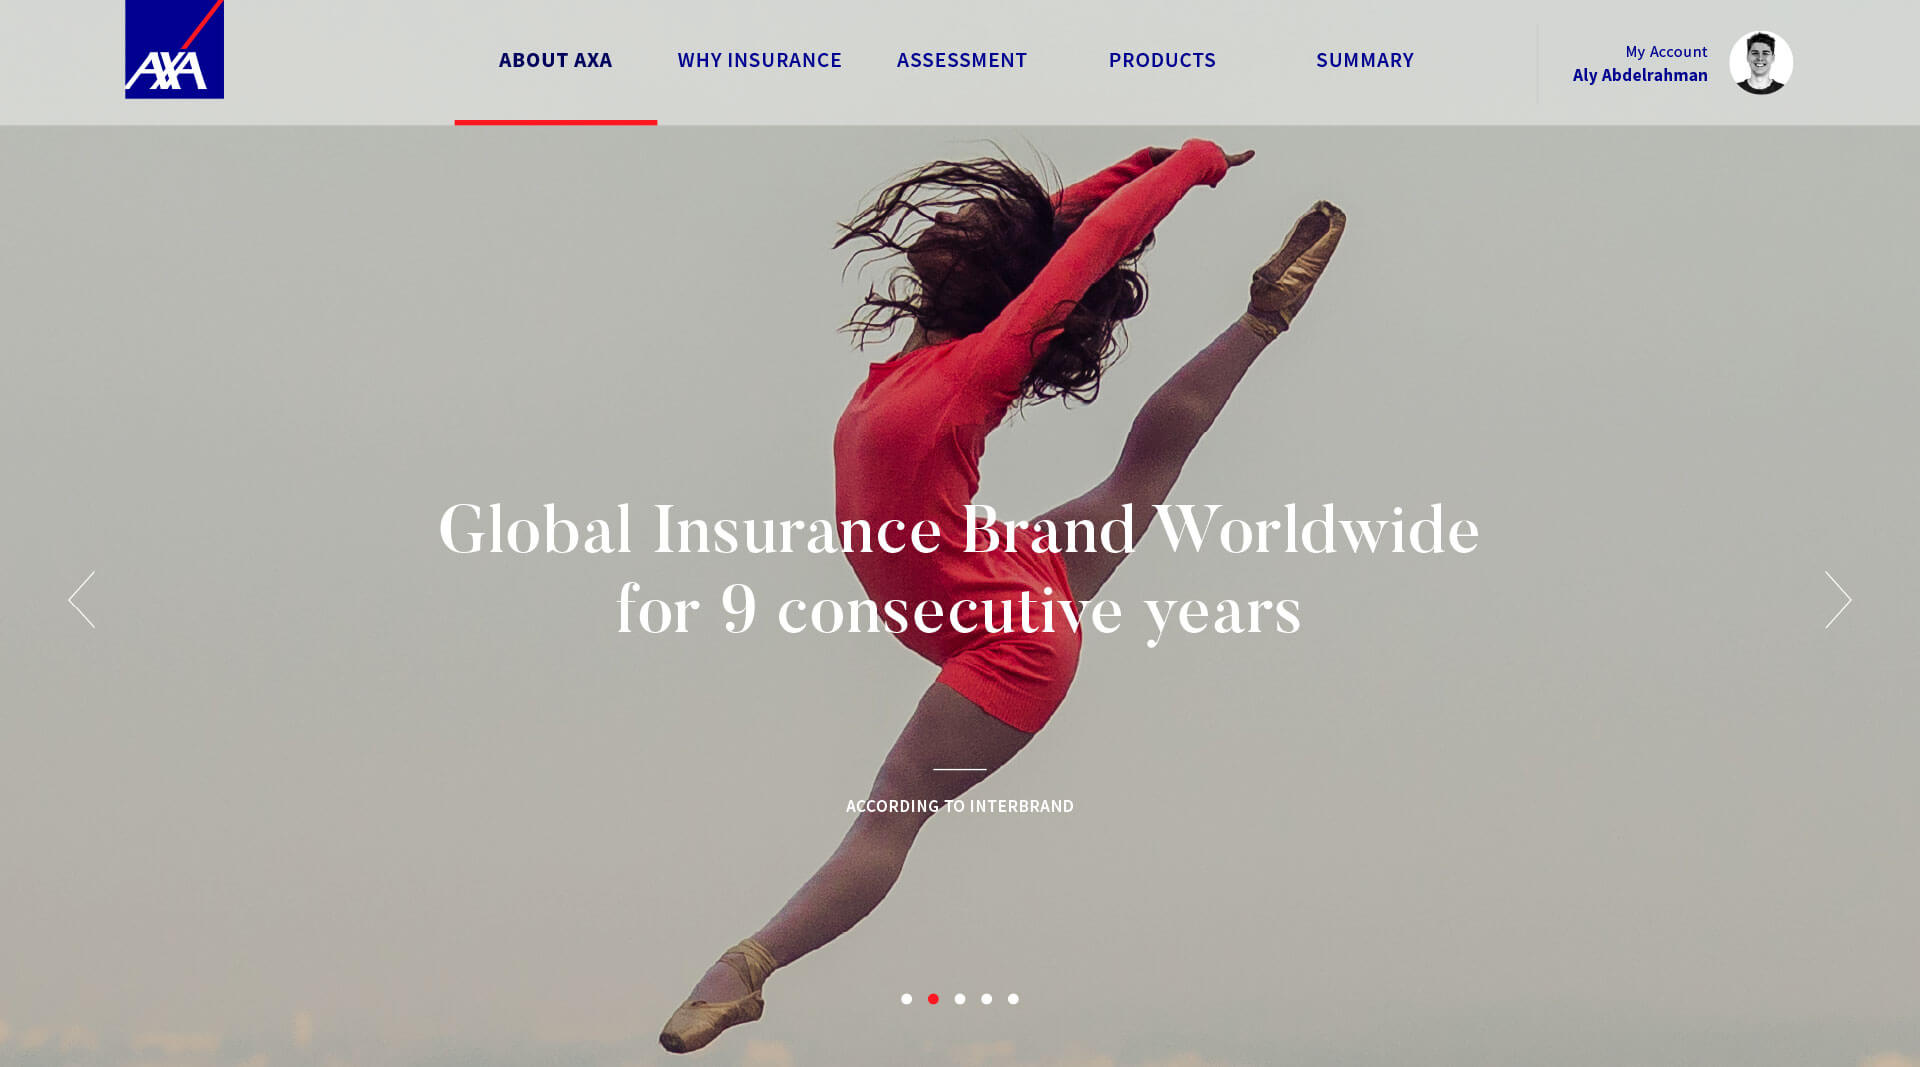 AXA
ABOUT AXA
WHY INSURANCE
ASSESSMENT
PRODUCTS
SUMMARY
My Account
Aly Abdelrahman
Global Insurance Brand Worldwide
for 9 consecutive years
ACCORDING TO INTERBRAND